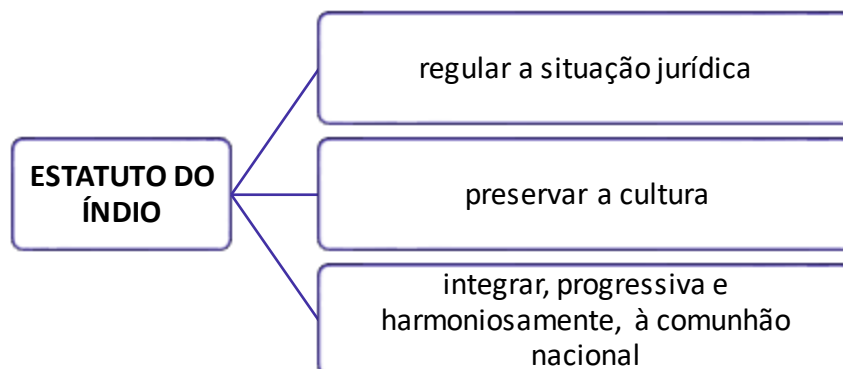 ESTATUTO DO
ÍNDIO
regular a situação jurídica
preservar a cultura
integrar, progressiva e
harmoniosamente, à comunhão
nacional